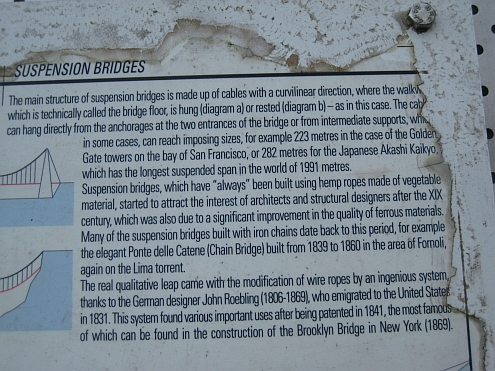 SUSPENSION BRIDGES
The main structure of suspension bridges is made up of cables with a curvilinear direction, where the
which is technically called the bridge floor, is hung (diagram a) or rested (diagram b) – as in this case. The
can hang directly from the anchorages at the two entrances of the bridge or from intermediate supports,
in some cases, can reach imposing sizes, for example 223 metres in the case of the Golden
Gate towers on the bay of San Francisco, or 282 metres for the Japanese Akashi Kaikyo,
which has the longest suspended span in the world of 1991 metres.
Suspension bridges, which have “always” been built using hemp ropes made of vegetable
material, started to attract the interest of architects and structural designers after the XIX
century, which was also due to a significant improvement in the quality of ferrous materials.
Many of the suspension bridges built with iron chains date back to this period, for example
the elegant Ponte delle Catene (Chain Bridge) built from 1839 to 1860 in the area of Fornoli,
again on the Lima torrent.
The real qualitative leap came with the modification of wire ropes by an ingenious system,
thanks to the German designer John Roebling (1806-1869), who emigrated to the United States
in 1831. This system found various important uses after being patented in 1841, the most famous
of which can be found in the construction of the Brooklyn Bridge in New York (1869).